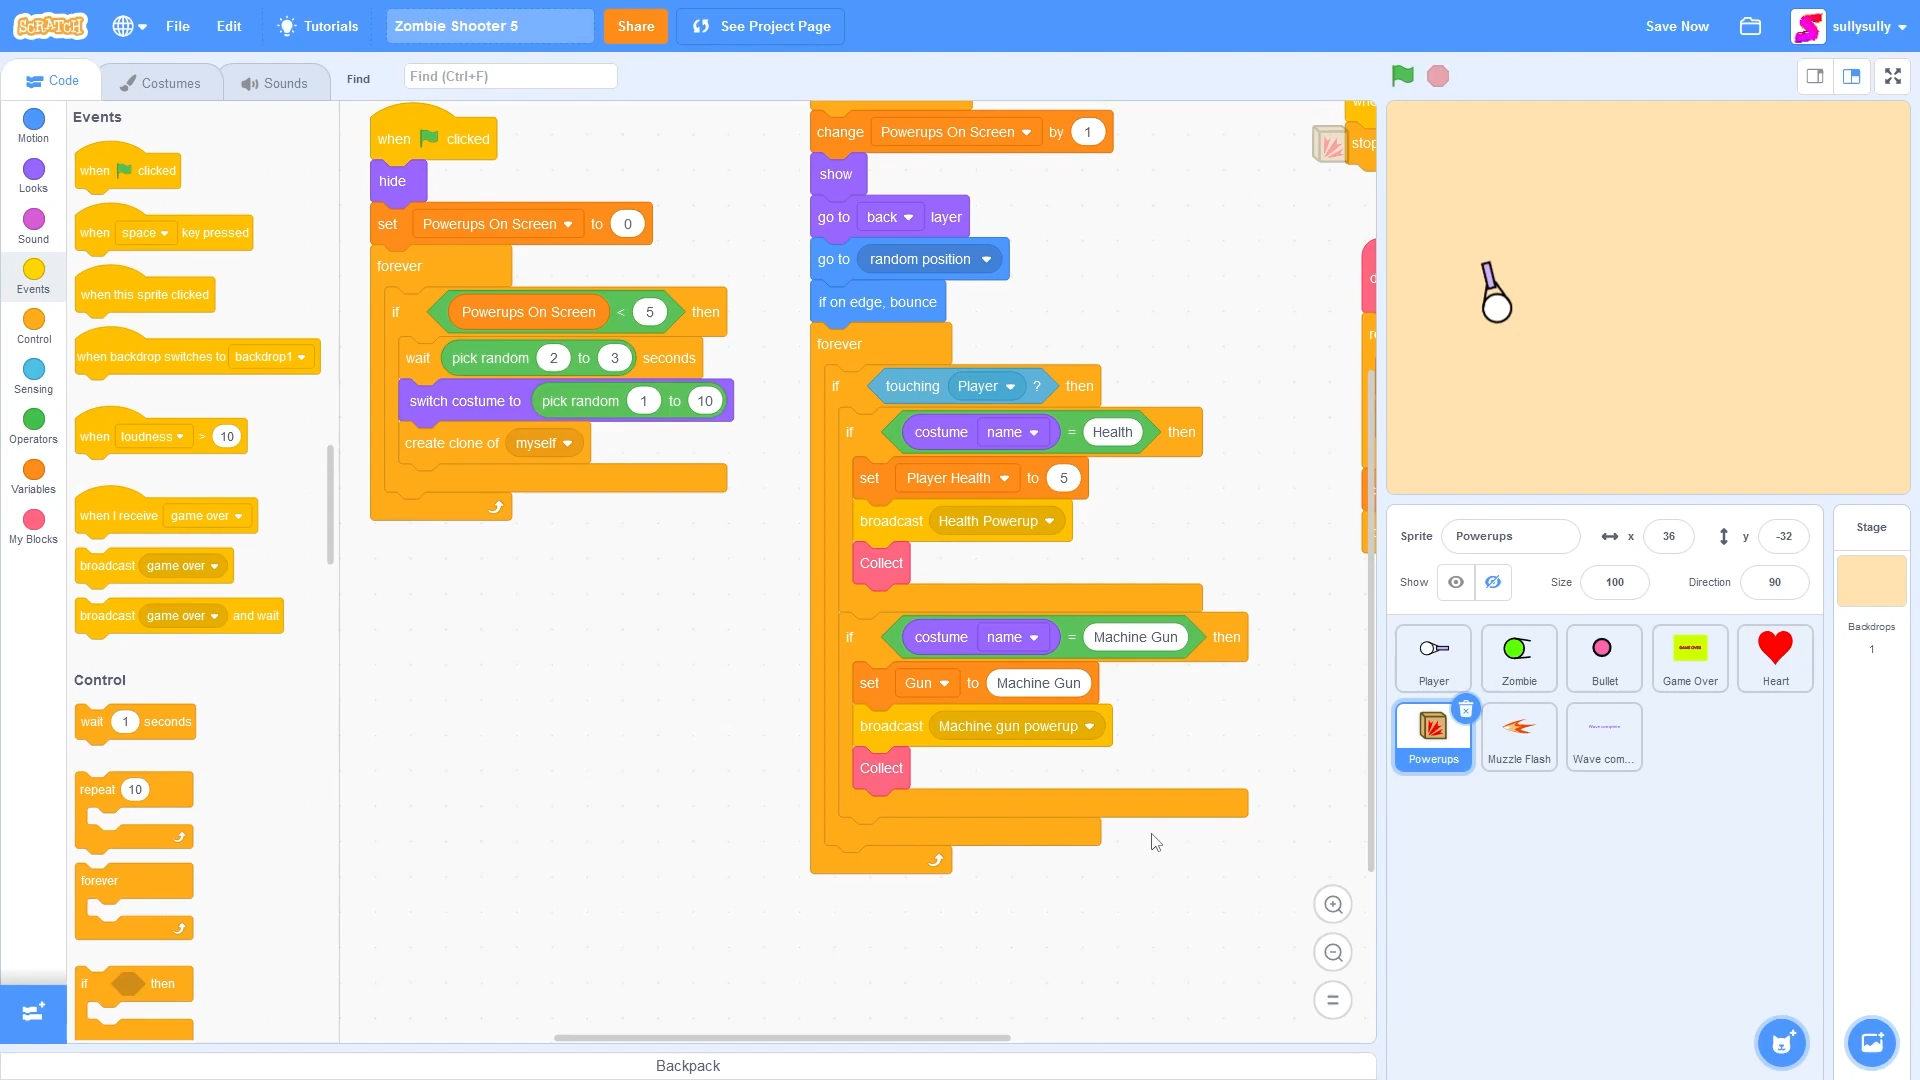 SCRATCH
File
Edit
Tutorials
Zombie Shooter 5
Share
See Project Page
Save Now
sullysully
Code
Costumes
Sounds
Find
Find (Ctrl+F)
Motion
Looks
Sound
Events
Control
Sensing
Operators
Variables
My Blocks
Events
when clicked
when space key pressed
when this sprite clicked
when backdrop switches to backdrop1
when loudness > 10
when I receive game over
broadcast game over
broadcast game over and wait
Control
wait 1 seconds
repeat 10
forever
if then
when clicked
hide
set Powerups On Screen to 0
forever
if Powerups On Screen < 5 then
wait pick random 2 to 3 seconds
switch costume to pick random 1 to 10
create clone of myself
change Powerups On Screen by 1
show
go to back layer
go to random position
if on edge, bounce
forever
if touching Player ? then
if costume name = Health then
set Player Health to 5
broadcast Health Powerup
Collect
if costume name = Machine Gun then
set Gun to Machine Gun
broadcast Machine gun powerup
Collect
stop
Backpack
Sprite Powerups x 36 y -32
Show Size 100 Direction 90
Player
Zombie
Bullet
GAME OVER
Game Over
Heart
Powerups
Muzzle Flash
Wave complete
Wave com...
Stage
Backdrops
1